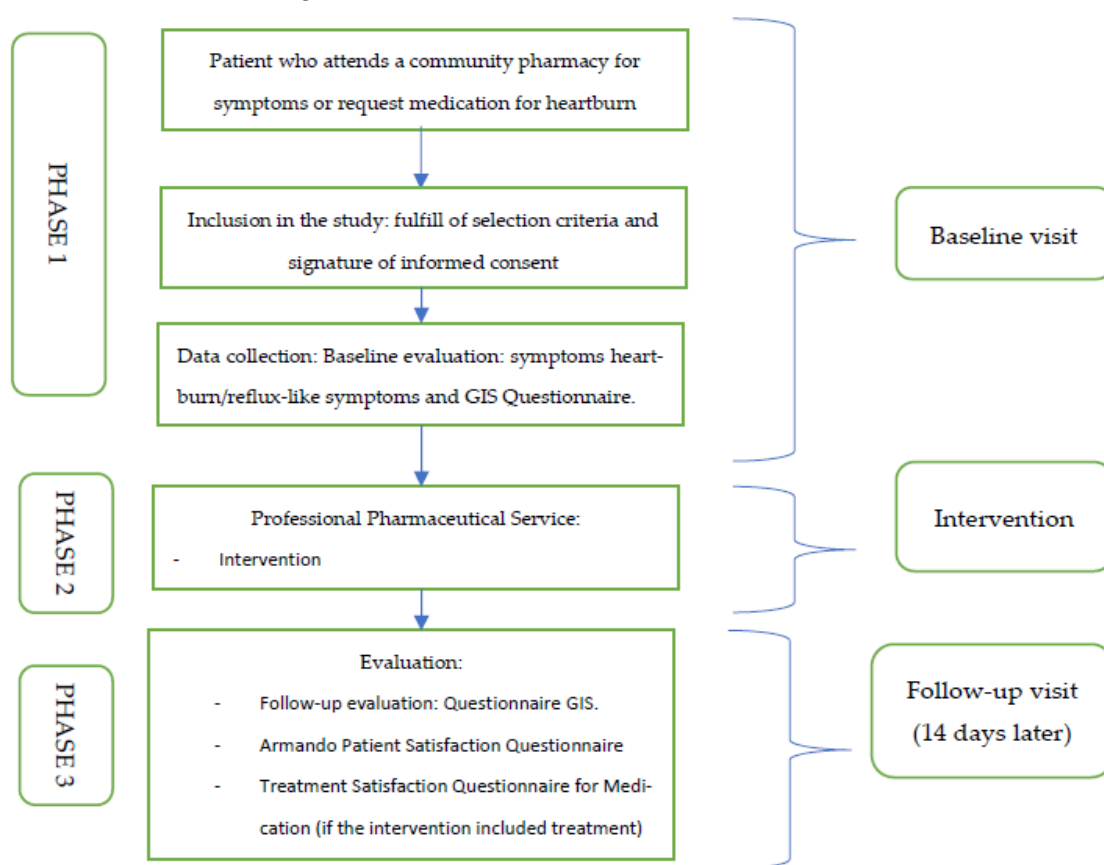 PHASE 1
Patient who attends a community pharmacy for
symptoms or request medication for heartburn
Inclusion in the study: fulfill of selection criteria and
signature of informed consent
Data collection: Baseline evaluation: symptoms heart-
burn/reflux-like symptoms and GIS Questionnaire.
Baseline visit
PHASE 2
Professional Pharmaceutical Service:
- Intervention
Intervention
PHASE 3
Evaluation:
- Follow-up evaluation: Questionnaire GIS.
- Armando Patient Satisfaction Questionnaire
- Treatment Satisfaction Questionnaire for Medi-
cation (if the intervention included treatment)
Follow-up visit
(14 days later)